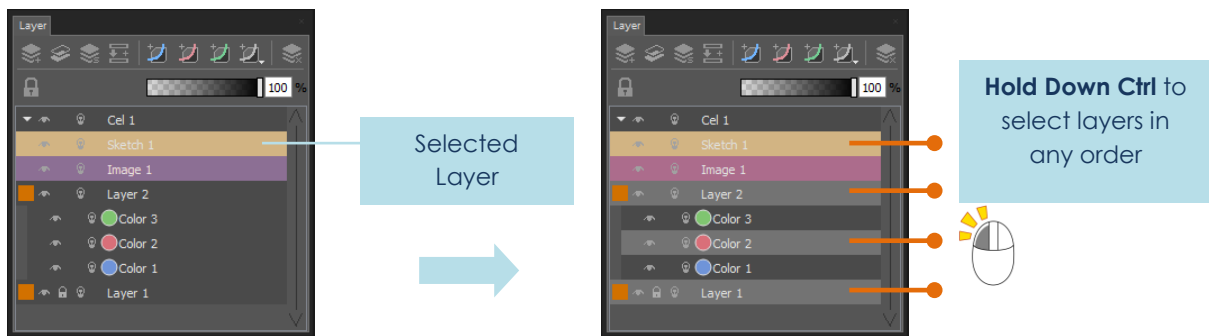 Layer
100 %
Cel 1
Sketch 1
Image 1
Layer 2
Color 3
Color 2
Color 1
Layer 1
Selected
Layer
Layer
100 %
Cel 1
Sketch 1
Image 1
Layer 2
Color 3
Color 2
Color 1
Layer 1
Hold Down Ctrl to
select layers in
any order